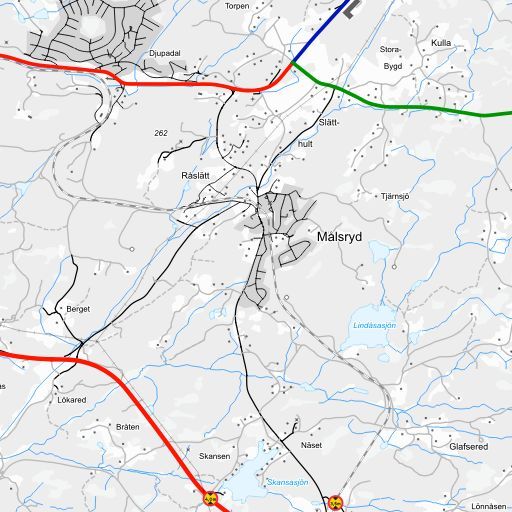 Torpen
Kulla
Stora-
Bygd
Djupadal
262
Slätt-
hult
Råslätt
Tjärnsjö
Målsryd
Berget
Lindåsasjön
Lökared
Bråten
Näset
Glafsered
Skansen
Skansasjön
Lönnåsen